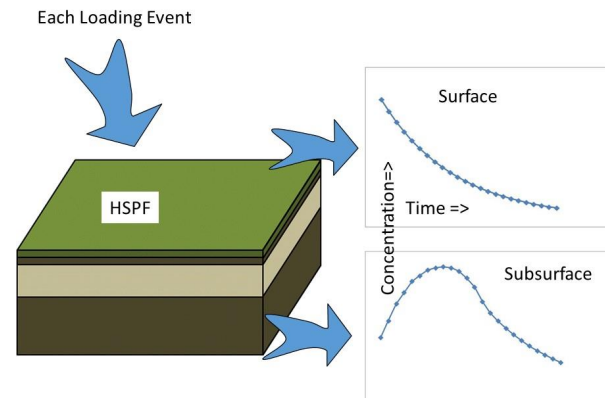 Each Loading Event
HSPF
Surface
Concentration=>
Time =>
Subsurface